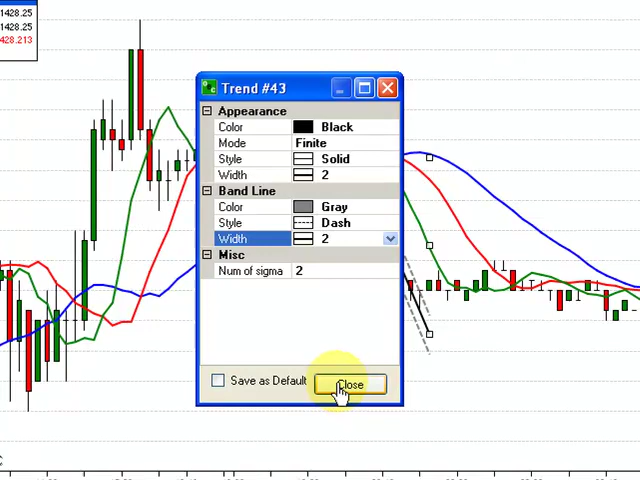 1428.25
1428.25
428.213
Trend #43
Appearance
Color Black
Mode Finite
Style Solid
Width 2
Band Line
Color Gray
Style Dash
Width 2
Misc
Num of sigma 2
Save as Default
Close